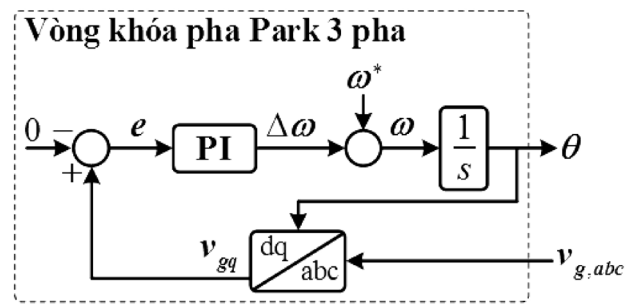 Vòng khóa pha Park 3 pha
ω*
0 − e PI Δω ω 1/s θ
+
v_gq dq abc v_g,abc